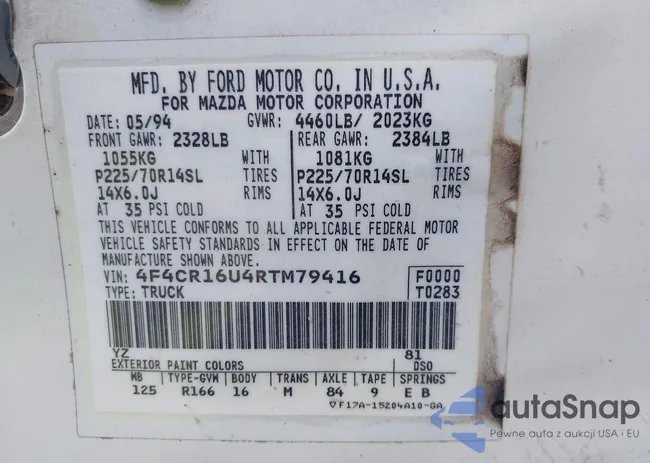 MFD. BY FORD MOTOR CO. IN U.S.A.
FOR MAZDA MOTOR CORPORATION
DATE: 05/94 GVWR: 4460LB/ 2023KG
FRONT GAWR: 2328LB REAR GAWR: 2384LB
1055KG WITH 1081KG WITH
P225/70R14SL TIRES P225/70R14SL TIRES
14X6.0J RIMS 14X6.0J RIMS
AT 35 PSI COLD AT 35 PSI COLD
THIS VEHICLE CONFORMS TO ALL APPLICABLE FEDERAL MOTOR
VEHICLE SAFETY STANDARDS IN EFFECT ON THE DATE OF
MANUFACTURE SHOWN ABOVE.
VIN: 4F4CR16U4RTM79416 F0000
TYPE: TRUCK T0283
YZ 81
EXTERIOR PAINT COLORS DSO
WB TYPE-GVM BODY TRANS AXLE TAPE SPRINGS
125 R166 16 M 84 9 E B
F17A-15204A10-GA
autoSnap
Pewne auta z aukcji USA i EU